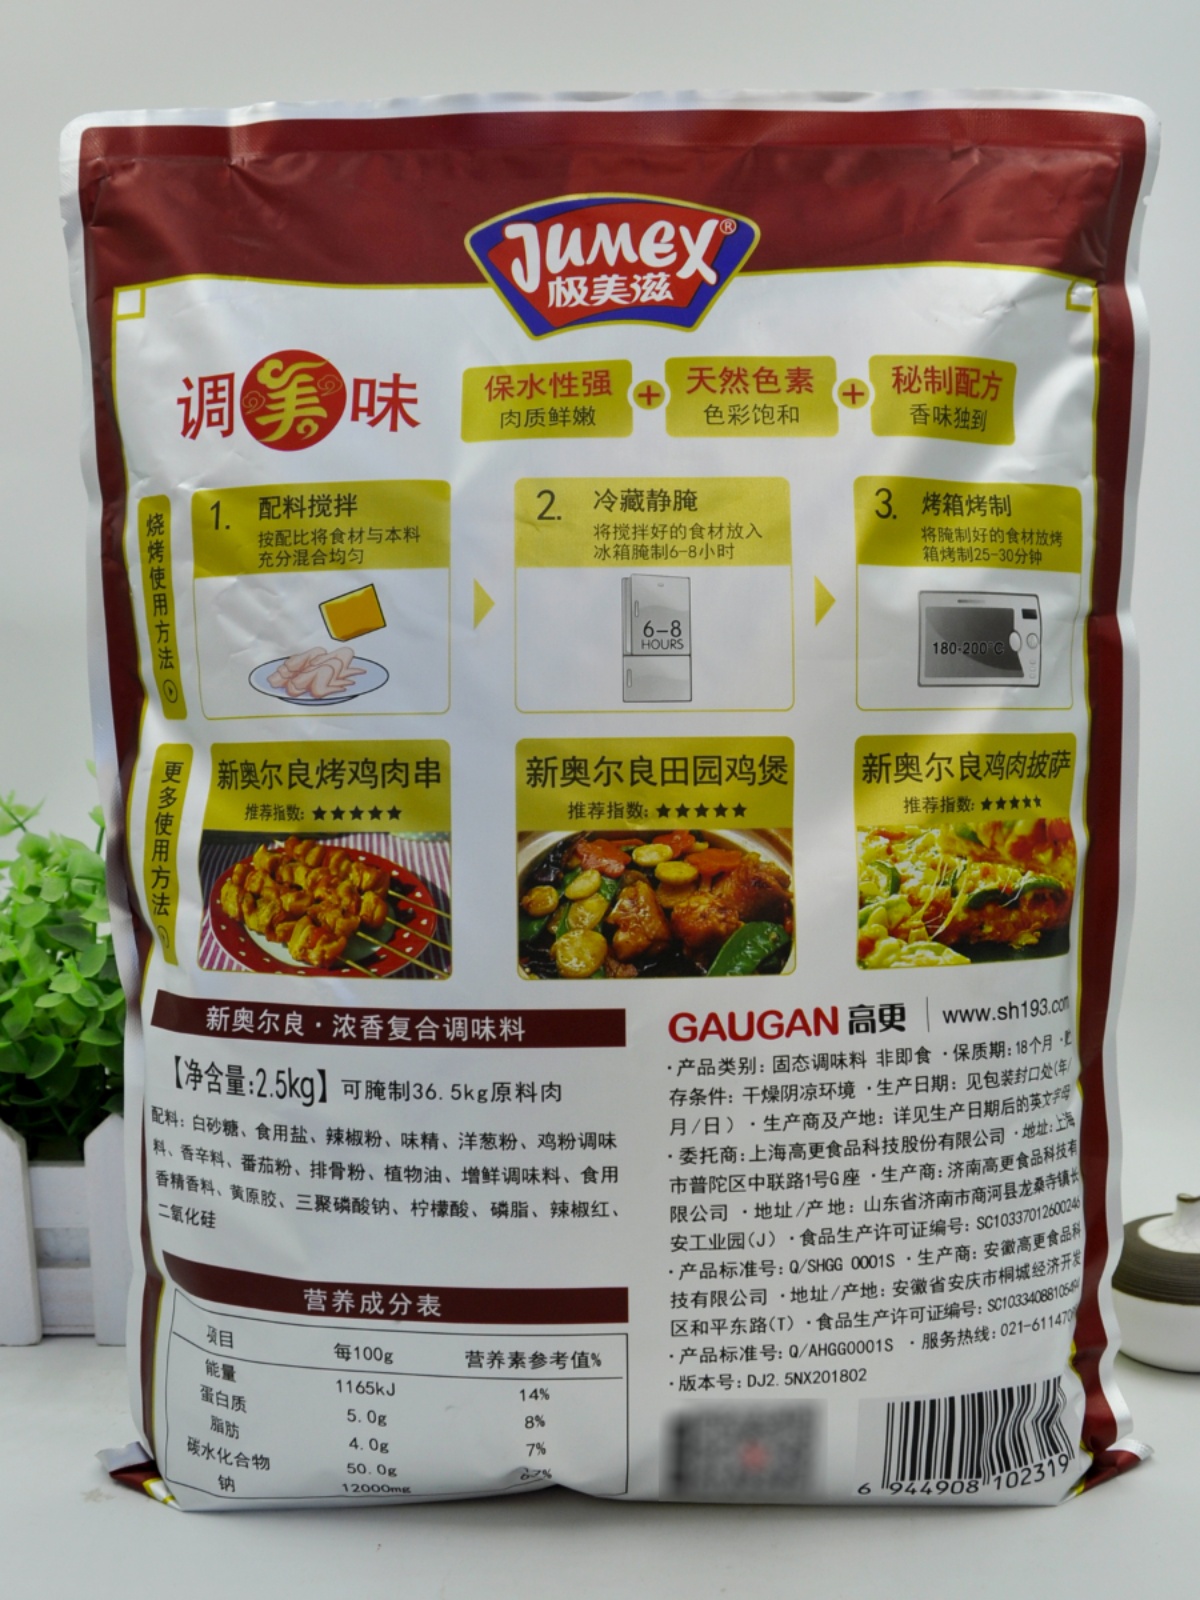 JUMEX®
极美滋
调美味
保水性强
肉质鲜嫩
+
天然色素
色彩饱和
+
秘制配方
香味独到
烧烤使用方法
1. 配料搅拌
按配比将食材与本料
充分混合均匀
2. 冷藏静腌
将搅拌好的食材放入
冰箱腌制6-8小时
6-8
HOURS
3. 烤箱烤制
将腌制好的食材放烤
箱烤制25-30分钟
180-200°C
更多使用方法
新奥尔良烤鸡肉串
推荐指数:★★★★★
新奥尔良田园鸡煲
推荐指数:★★★★★
新奥尔良鸡肉披萨
推荐指数:★★★★★
新奥尔良·浓香复合调味料
【净含量:2.5kg】可腌制36.5kg原料肉
配料: 白砂糖、食用盐、辣椒粉、味精、洋葱粉、鸡粉调味
料、香辛料、番茄粉、排骨粉、植物油、增鲜调味料、食用
香精香料、黄原胶、三聚磷酸钠、柠檬酸、磷脂、辣椒红、
二氧化硅
营养成分表
项目 每100g 营养素参考值%
能量 1165kJ 14%
蛋白质 5.0g 8%
脂肪 4.0g 7%
碳水化合物 50.0g
钠 12000mg
GAUGAN 高更 | www.sh193.com
·产品类别: 固态调味料 非即食 ·保质期: 18个月 ·贮
存条件: 干燥阴凉环境 ·生产日期: 见包装封口处(年/
月/日) ·生产商及产地: 详见生产日期后的英文字母
·委托商: 上海高更食品科技股份有限公司 ·地址: 上海
市普陀区中联路1号G座 ·生产商: 济南高更食品科技有
限公司 ·地址/产地: 山东省济南市商河县龙桑寺镇长
安工业园(J) ·食品生产许可证编号: SC10337012600246
·产品标准号: Q/SHGG 0001S ·生产商: 安徽高更食品科
技有限公司 ·地址/产地: 安徽省安庆市桐城经济开发
区和平东路(T) ·食品生产许可证编号: SC10334088105494
·产品标准号: Q/AHGG0001S ·服务热线:
·版本号: DJ2.5NX201802
6 944908 102319